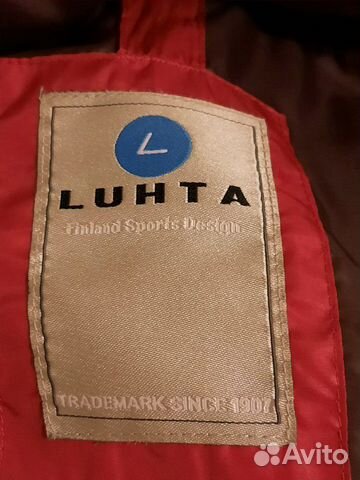 L
LUHTA
Finland Sports Design
TRADEMARK SINCE 1907
Avito